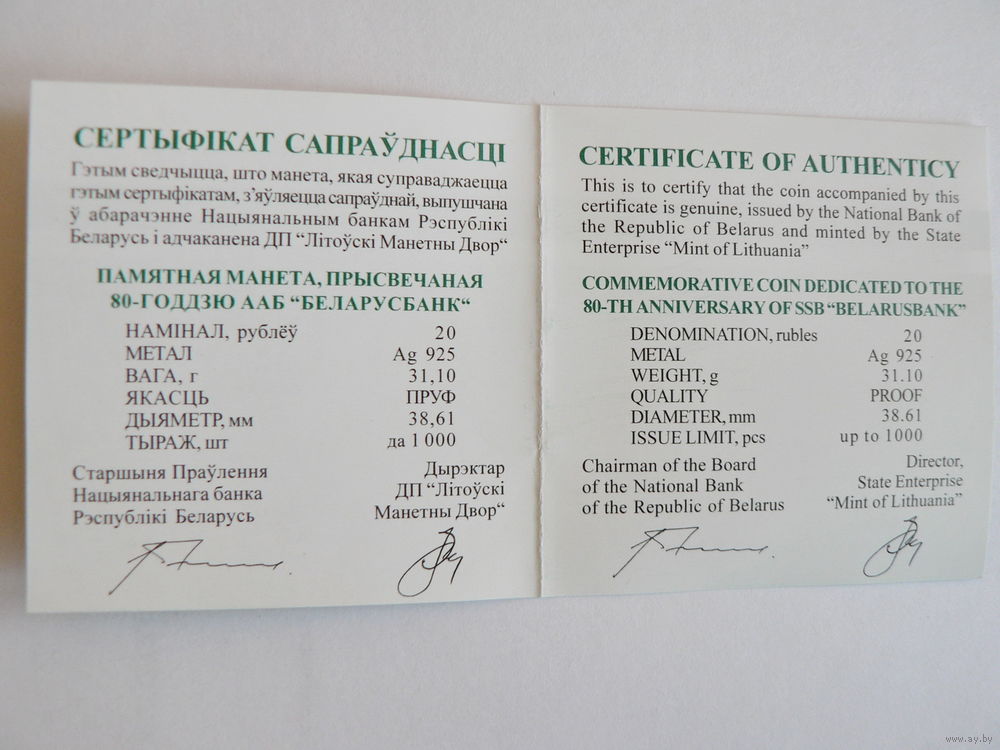 СЕРТЫФІКАТ САПРАЎДНАСЦІ
Гэтым сведчыцца, што манета, якая суправаджаецца
гэтым сертыфікатам, з’яўляецца сапраўднай, выпушчана
ў абарачэнне Нацыянальным банкам Рэспублікі
Беларусь і адчаканена ДП “Літоўскі Манетны Двор“
ПАМЯТНАЯ МАНЕТА, ПРЫСВЕЧАНАЯ
80-ГОДДЗЮ ААБ “БЕЛАРУСБАНК“
НАМІНАЛ, рублёў 20
МЕТАЛ Ag 925
ВАГА, г 31,10
ЯКАСЦЬ ПРУФ
ДЫЯМЕТР, мм 38,61
ТЫРАЖ, шт да 1 000
Старшыня Праўлення
Нацыянальнага банка
Рэспублікі Беларусь
Дырэктар
ДП “Літоўскі
Манетны Двор“
CERTIFICATE OF AUTHENTICY
This is to certify that the coin accompanied by this
certificate is genuine, issued by the National Bank of
the Republic of Belarus and minted by the State
Enterprise “Mint of Lithuania”
COMMEMORATIVE COIN DEDICATED TO THE
80-TH ANNIVERSARY OF SSB “BELARUSBANK”
DENOMINATION, rubles 20
METAL Ag 925
WEIGHT, g 31.10
QUALITY PROOF
DIAMETER, mm 38.61
ISSUE LIMIT, pcs up to 1000
Chairman of the Board
of the National Bank
of the Republic of Belarus
Director,
State Enterprise
“Mint of Lithuania”
www.ay.by